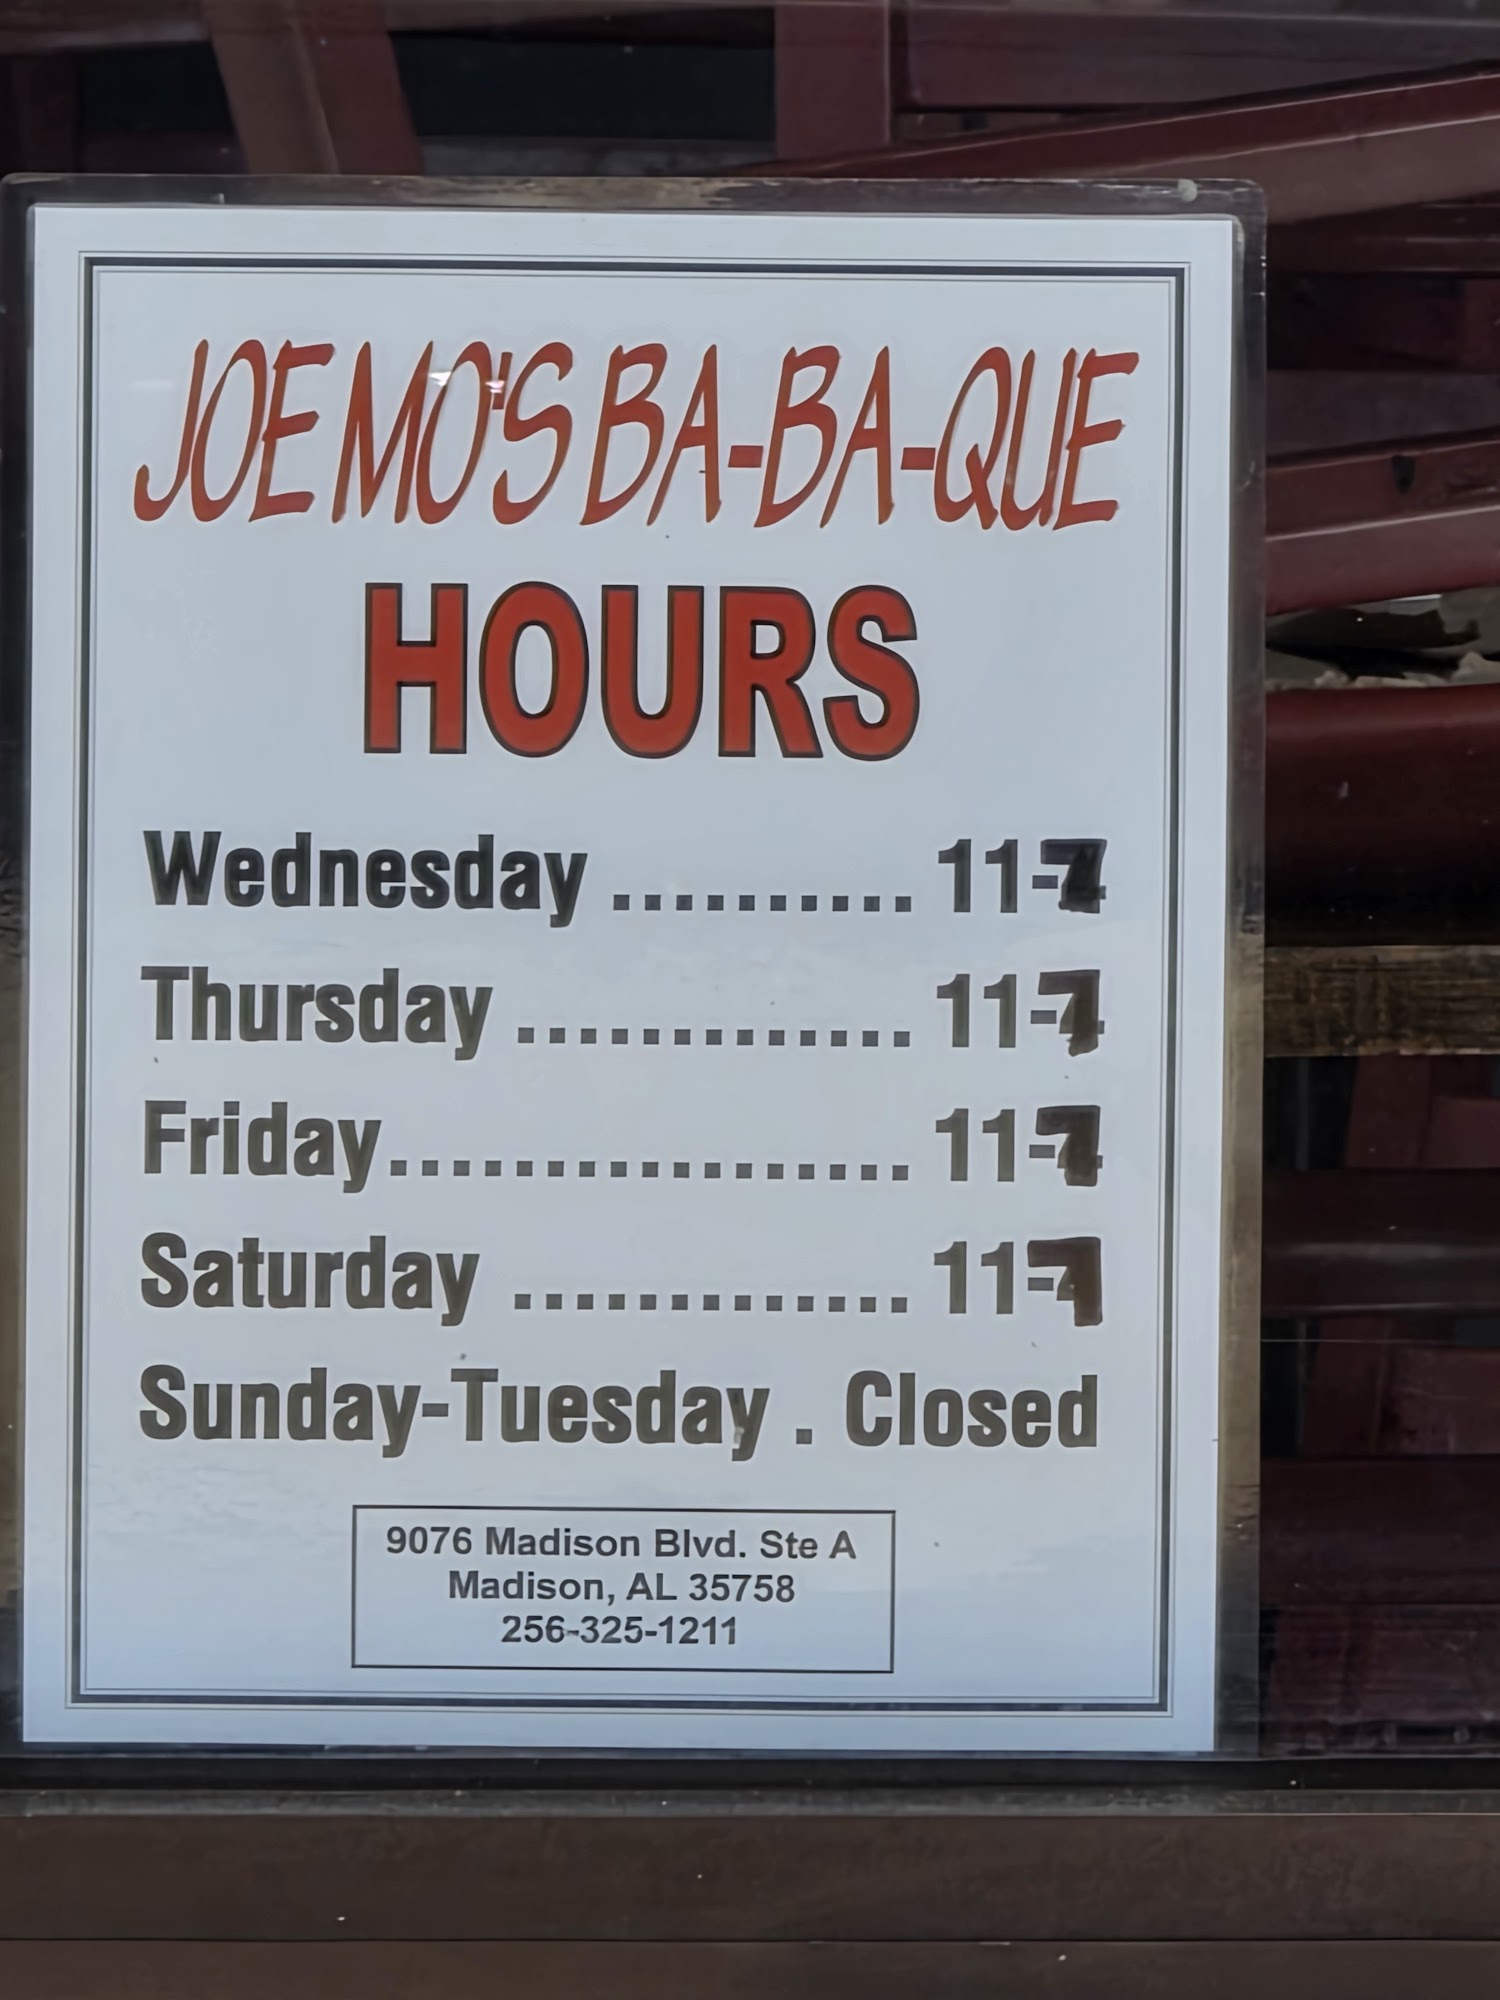 JOE MO'S BA-BA-QUE
HOURS
Wednesday .......... 11-7
Thursday ............. 11-7
Friday................. 11-7
Saturday ............. 11-7
Sunday-Tuesday . Closed
9076 Madison Blvd. Ste A
Madison, AL 35758
256-325-1211